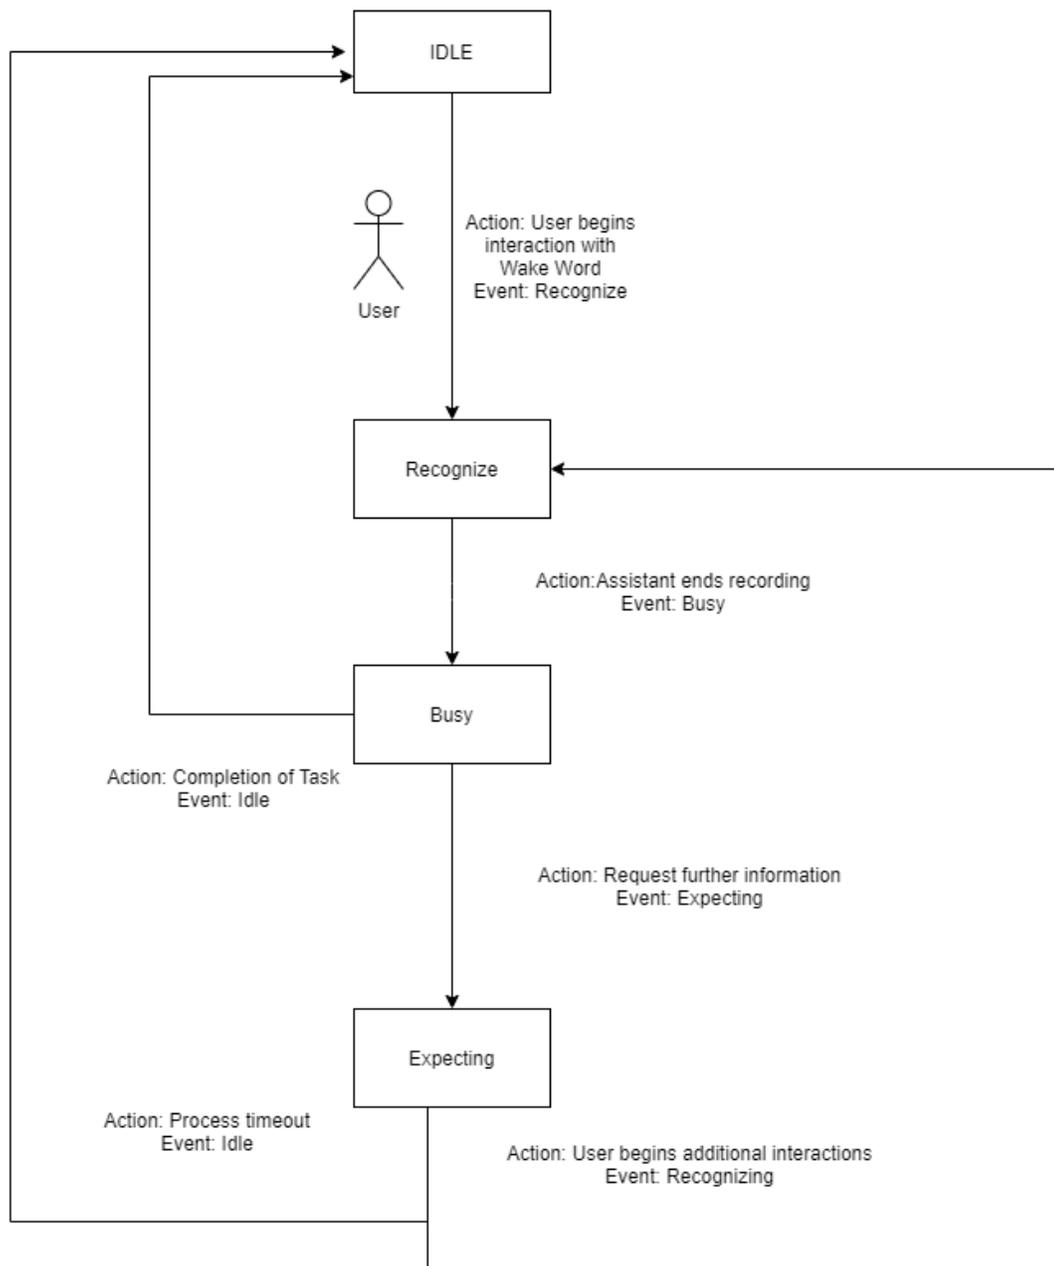 IDLE
Action: User begins
interaction with
Wake Word
Event: Recognize
User
Recognize
Action:Assistant ends recording
Event: Busy
Busy
Action: Completion of Task
Event: Idle
Action: Request further information
Event: Expecting
Expecting
Action: Process timeout
Event: Idle
Action: User begins additional interactions
Event: Recognizing